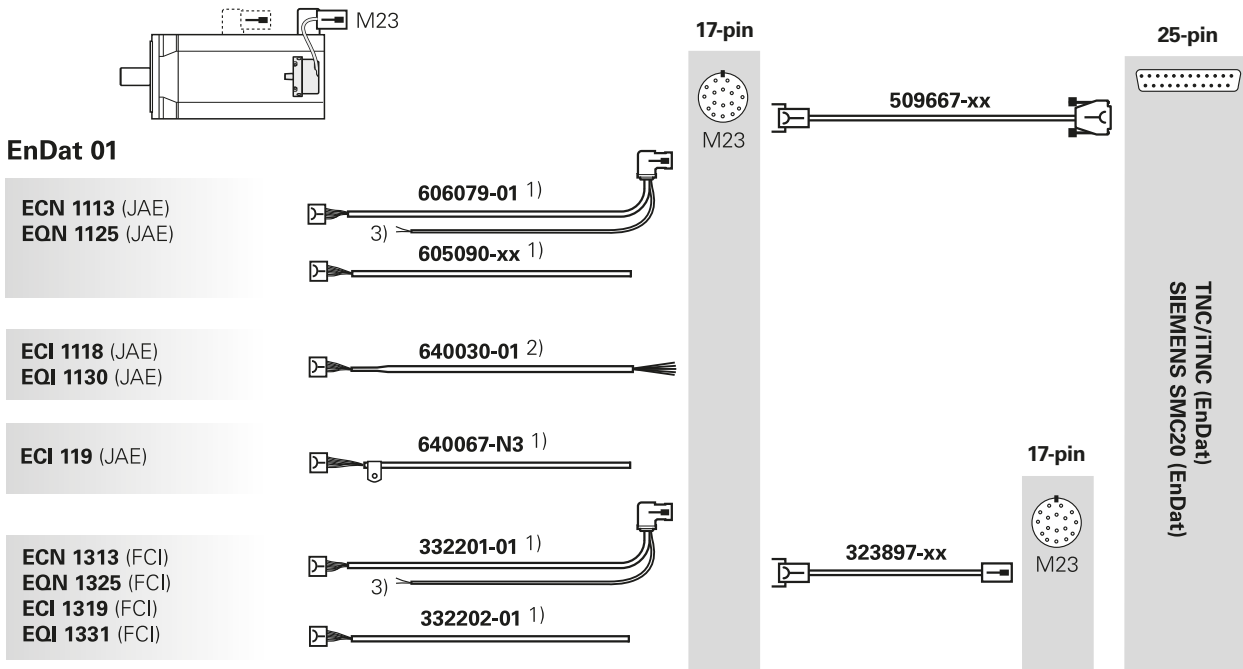 M23
17-pin
25-pin
M23
509667-xx
EnDat 01
ECN 1113 (JAE)
EQN 1125 (JAE)
606079-01 1)
3)
605090-xx 1)
ECI 1118 (JAE)
EQI 1130 (JAE)
640030-01 2)
ECI 119 (JAE)
640067-N3 1)
ECN 1313 (FCI)
EQN 1325 (FCI)
ECI 1319 (FCI)
EQI 1331 (FCI)
332201-01 1)
3)
332202-01 1)
323897-xx
17-pin
M23
TNC/iTNC (EnDat)
SIEMENS SMC20 (EnDat)